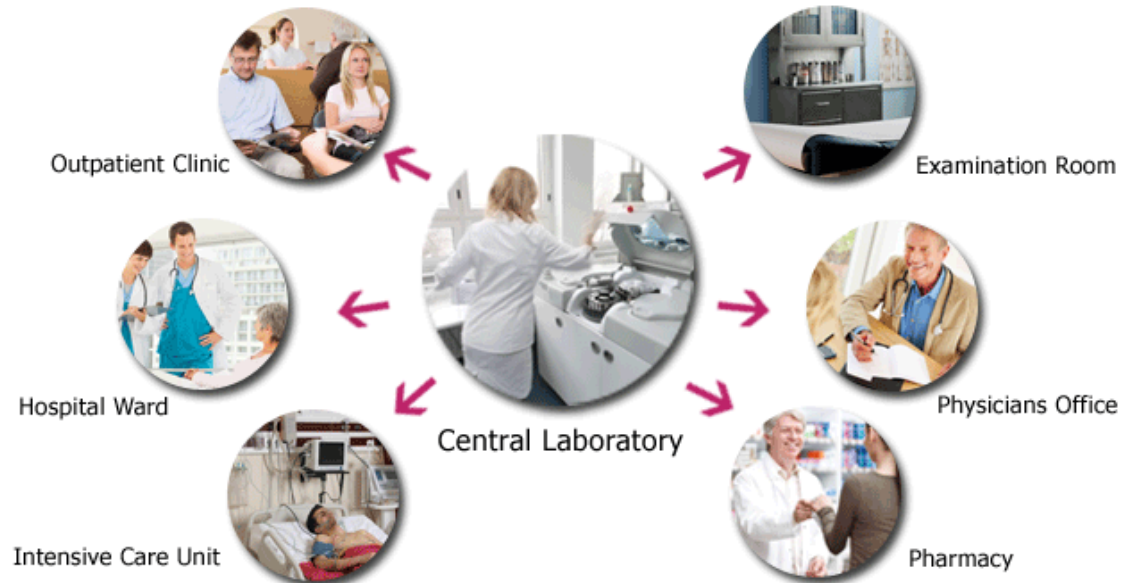 Outpatient Clinic
Examination Room
Hospital Ward
Physicians Office
Central Laboratory
Intensive Care Unit
Pharmacy